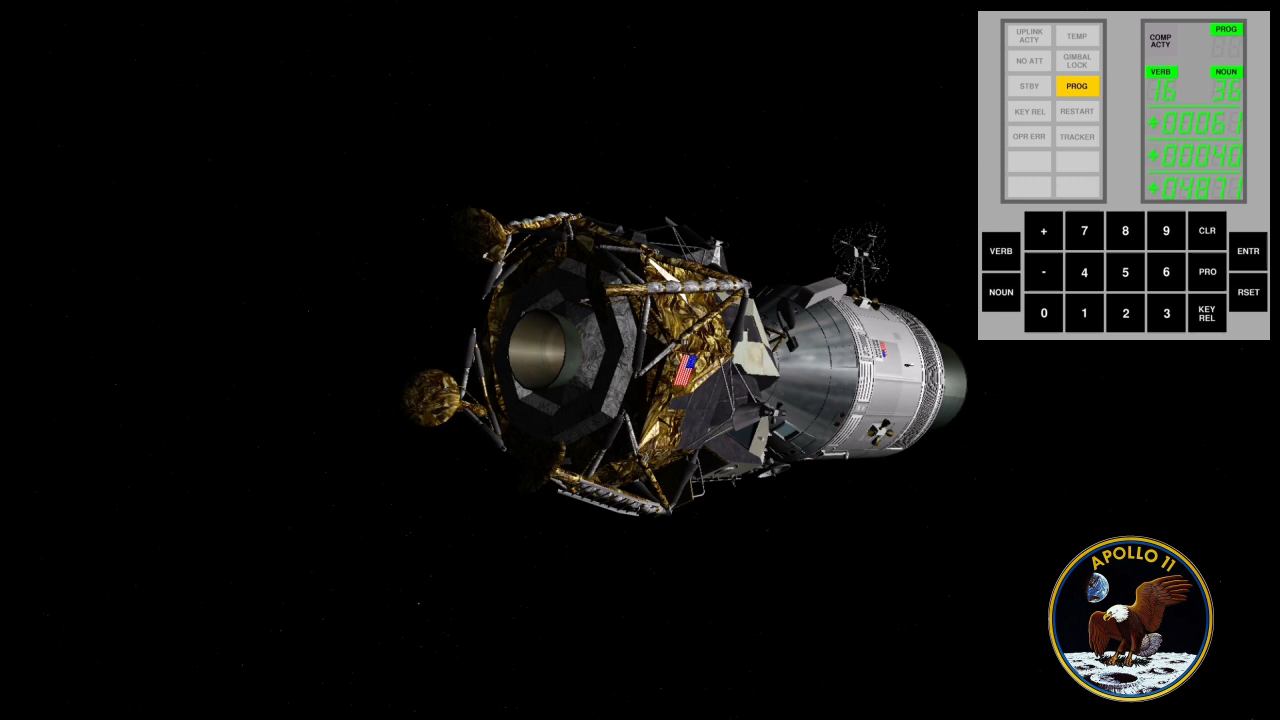 UPLINK
ACTY
TEMP
NO ATT
GIMBAL
LOCK
STBY
PROG
KEY REL
RESTART
OPR ERR
TRACKER
COMP
ACTY
PROG
VERB
NOUN
16
36
+00061
+00040
+04871
VERB
NOUN
+
7
8
9
CLR
-
4
5
6
PRO
0
1
2
3
KEY
REL
ENTR
RSET
APOLLO 11